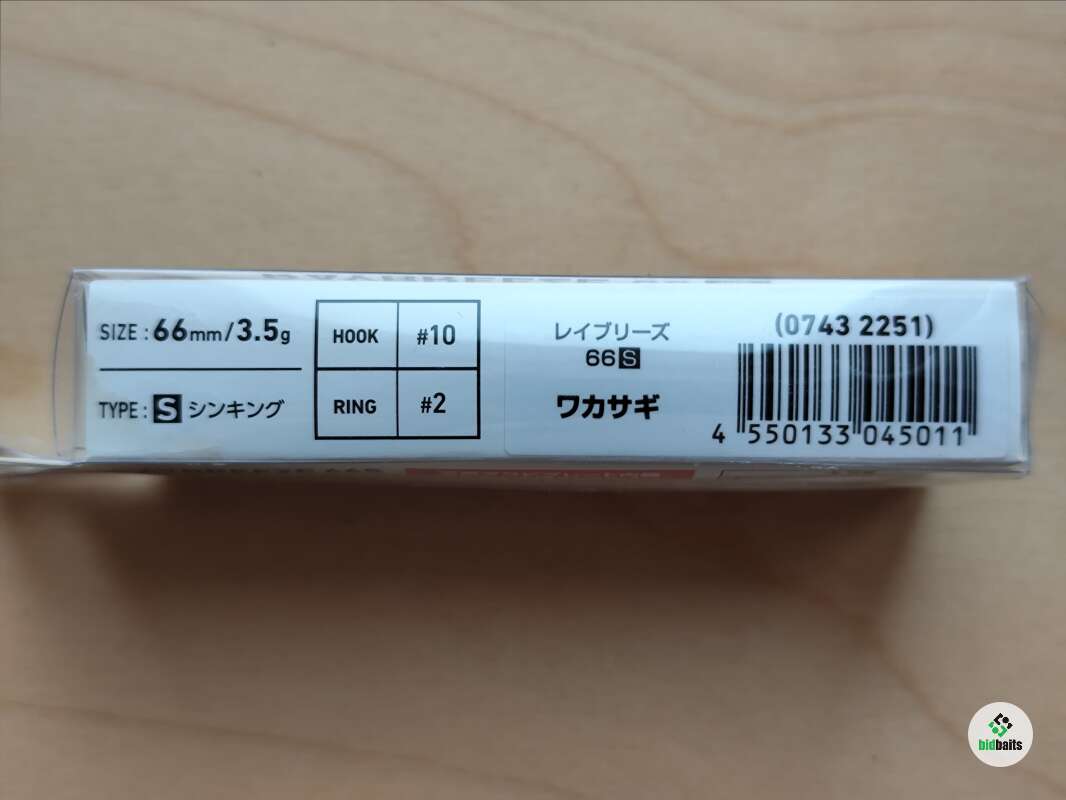 SIZE : 66mm/3.5g
TYPE : S シンキング
HOOK #10
RING #2
レイブリーズ
66S
ワカサギ
(0743 2251)
4 550133 045011
bidbaits